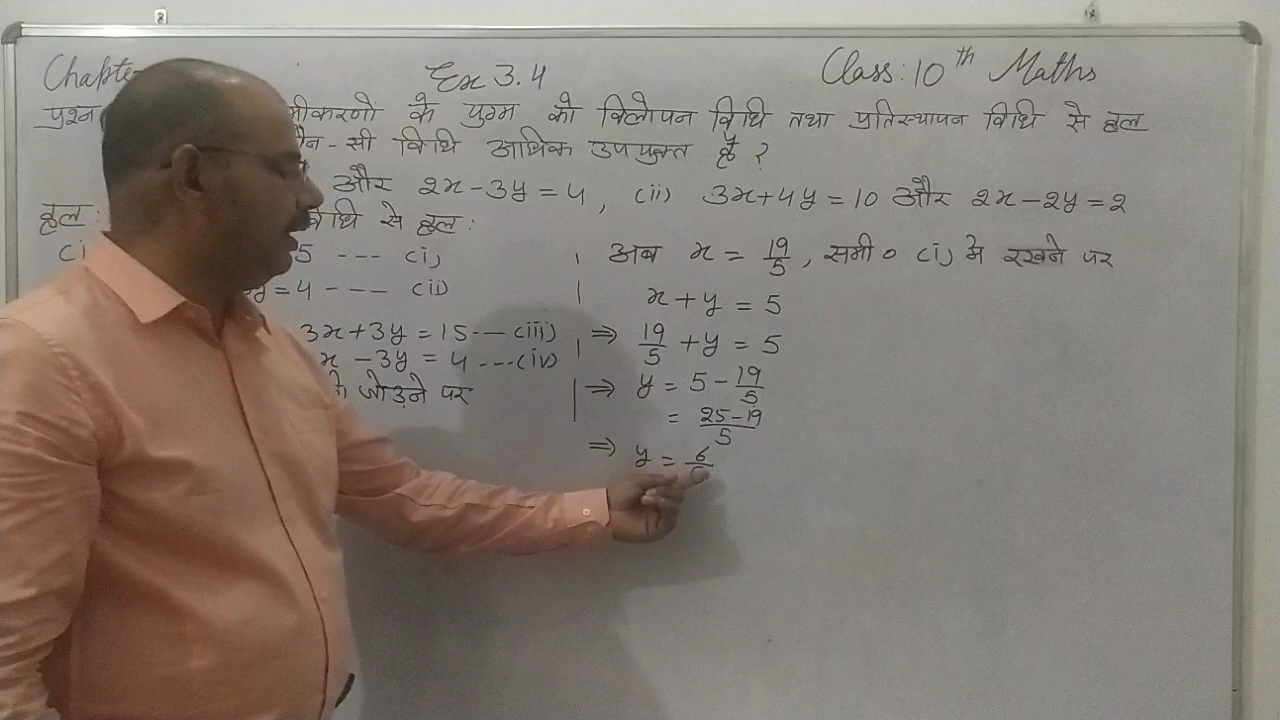 Ex 3.4 Class: 10th Maths
प्रश्न के युग्म को विलोपन विधि तथा प्रतिस्थापन विधि से हल
सी विधि अधिक उपयुक्त है ?
और 2x-3y=4, (ii) 3x+4y=10 और 2x-2y=2
हल: विधि से हल:
5 --- (i)
=4 --- (ii)
3x+3y=15 --- (iii)
x-3y=4 ---(iv)
जोड़ने पर
अब x = 19/5, समी० (i) मे रखने पर
x+y = 5
⇒ 19/5 + y = 5
⇒ y = 5 - 19/5
= 25-19/5
⇒ y = 6/